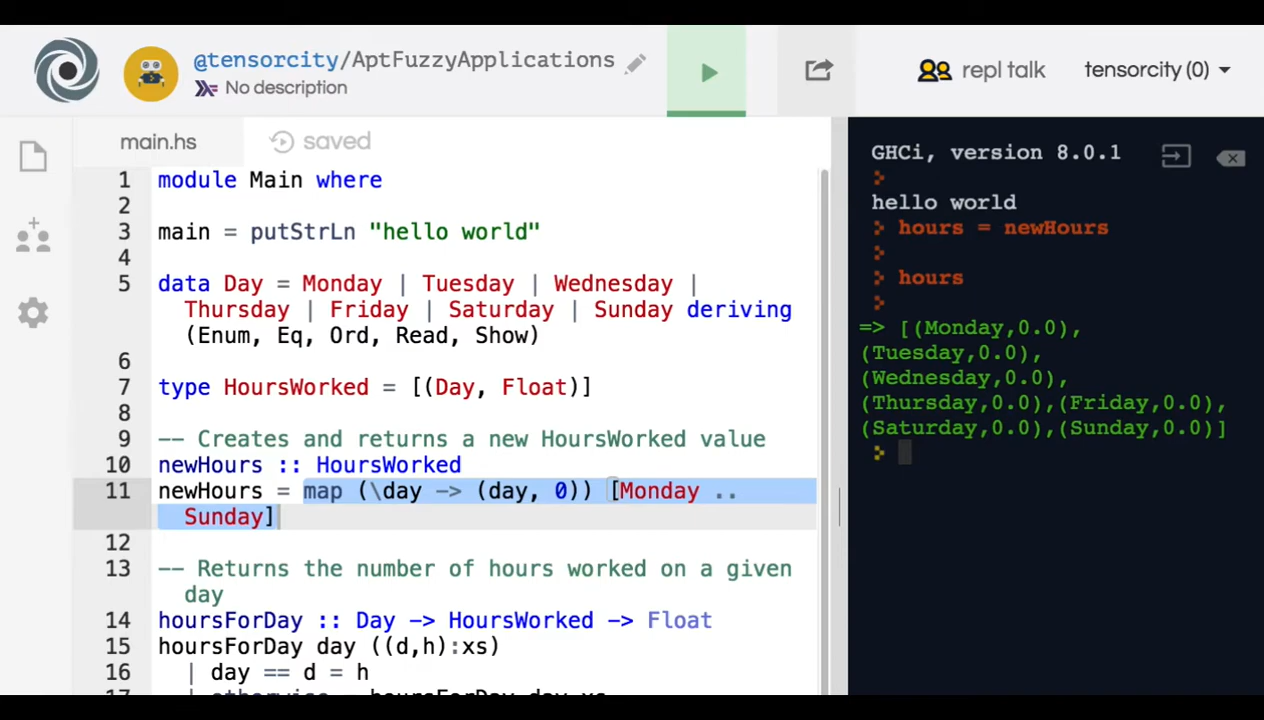 @tensorcity/AptFuzzyApplications
No description
repl talk
tensorcity (0)
main.hs
saved
1 module Main where
2
3 main = putStrLn "hello world"
4
5 data Day = Monday | Tuesday | Wednesday |
Thursday | Friday | Saturday | Sunday deriving
(Enum, Eq, Ord, Read, Show)
6
7 type HoursWorked = [(Day, Float)]
8
9 -- Creates and returns a new HoursWorked value
10 newHours :: HoursWorked
11 newHours = map (\day -> (day, 0)) [Monday ..
Sunday]
12
13 -- Returns the number of hours worked on a given
day
14 hoursForDay :: Day -> HoursWorked -> Float
15 hoursForDay day ((d,h):xs)
16 | day == d = h
17 | otherwise = hoursForDay day xs
GHCi, version 8.0.1
hello world
hours = newHours
hours
=> [(Monday,0.0),
(Tuesday,0.0),
(Wednesday,0.0),
(Thursday,0.0),(Friday,0.0),
(Saturday,0.0),(Sunday,0.0)]